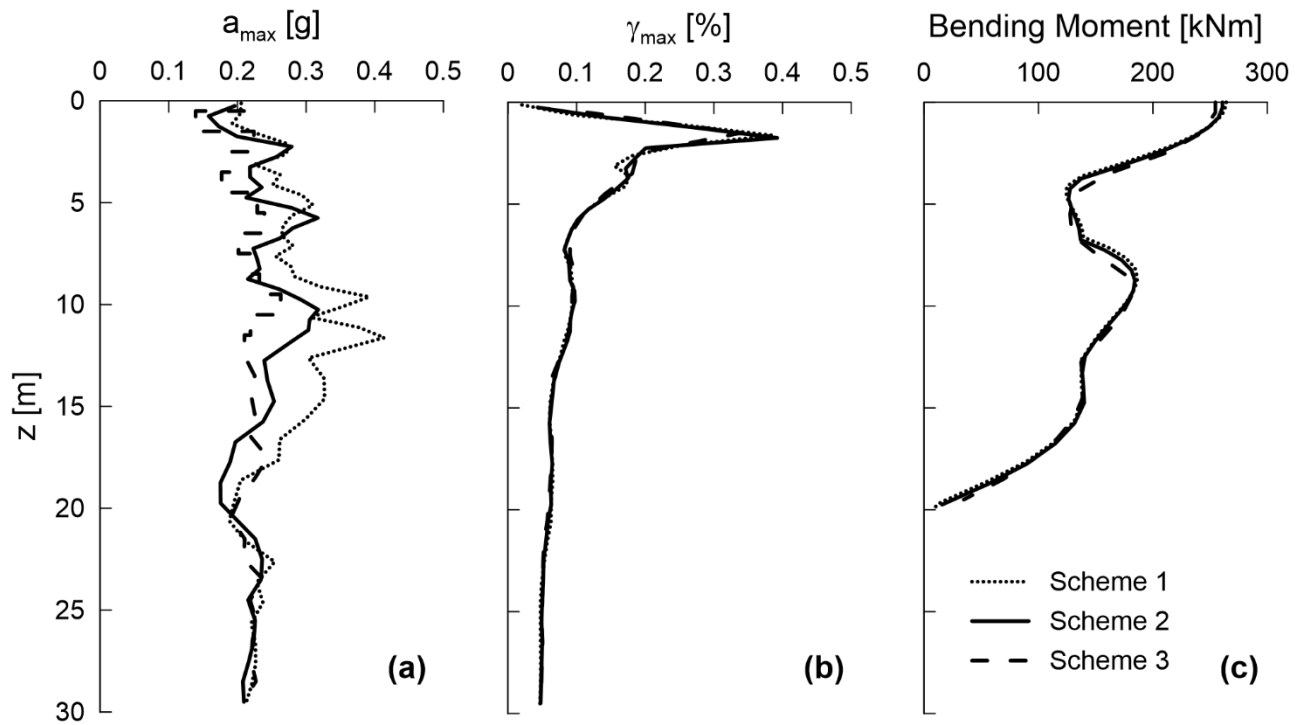 a_max [g]
0 0.1 0.2 0.3 0.4 0.5
γ_max [%]
0 0.1 0.2 0.3 0.4 0.5
Bending Moment [kNm]
0 100 200 300
z [m]
0
5
10
15
20
25
30
Scheme 1
Scheme 2
Scheme 3
(a)
(b)
(c)